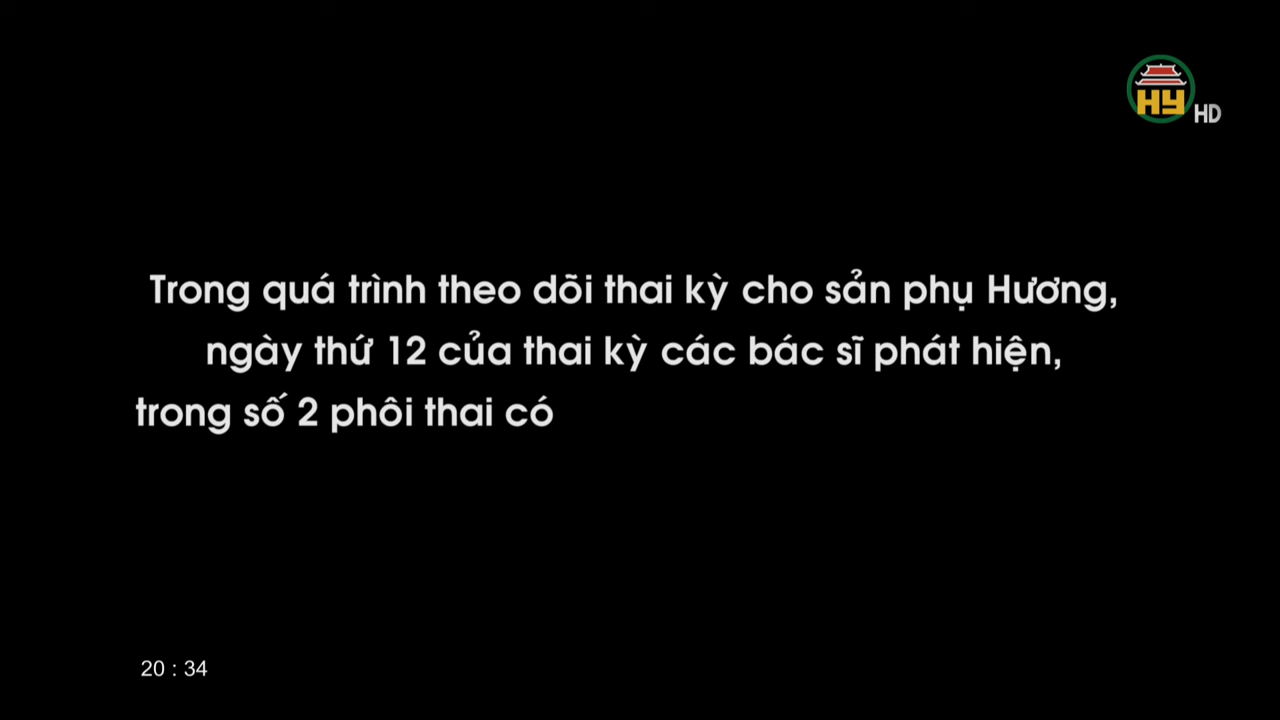 HY HD
Trong quá trình theo dõi thai kỳ cho sản phụ Hương,
ngày thứ 12 của thai kỳ các bác sĩ phát hiện,
trong số 2 phôi thai có
20 : 34